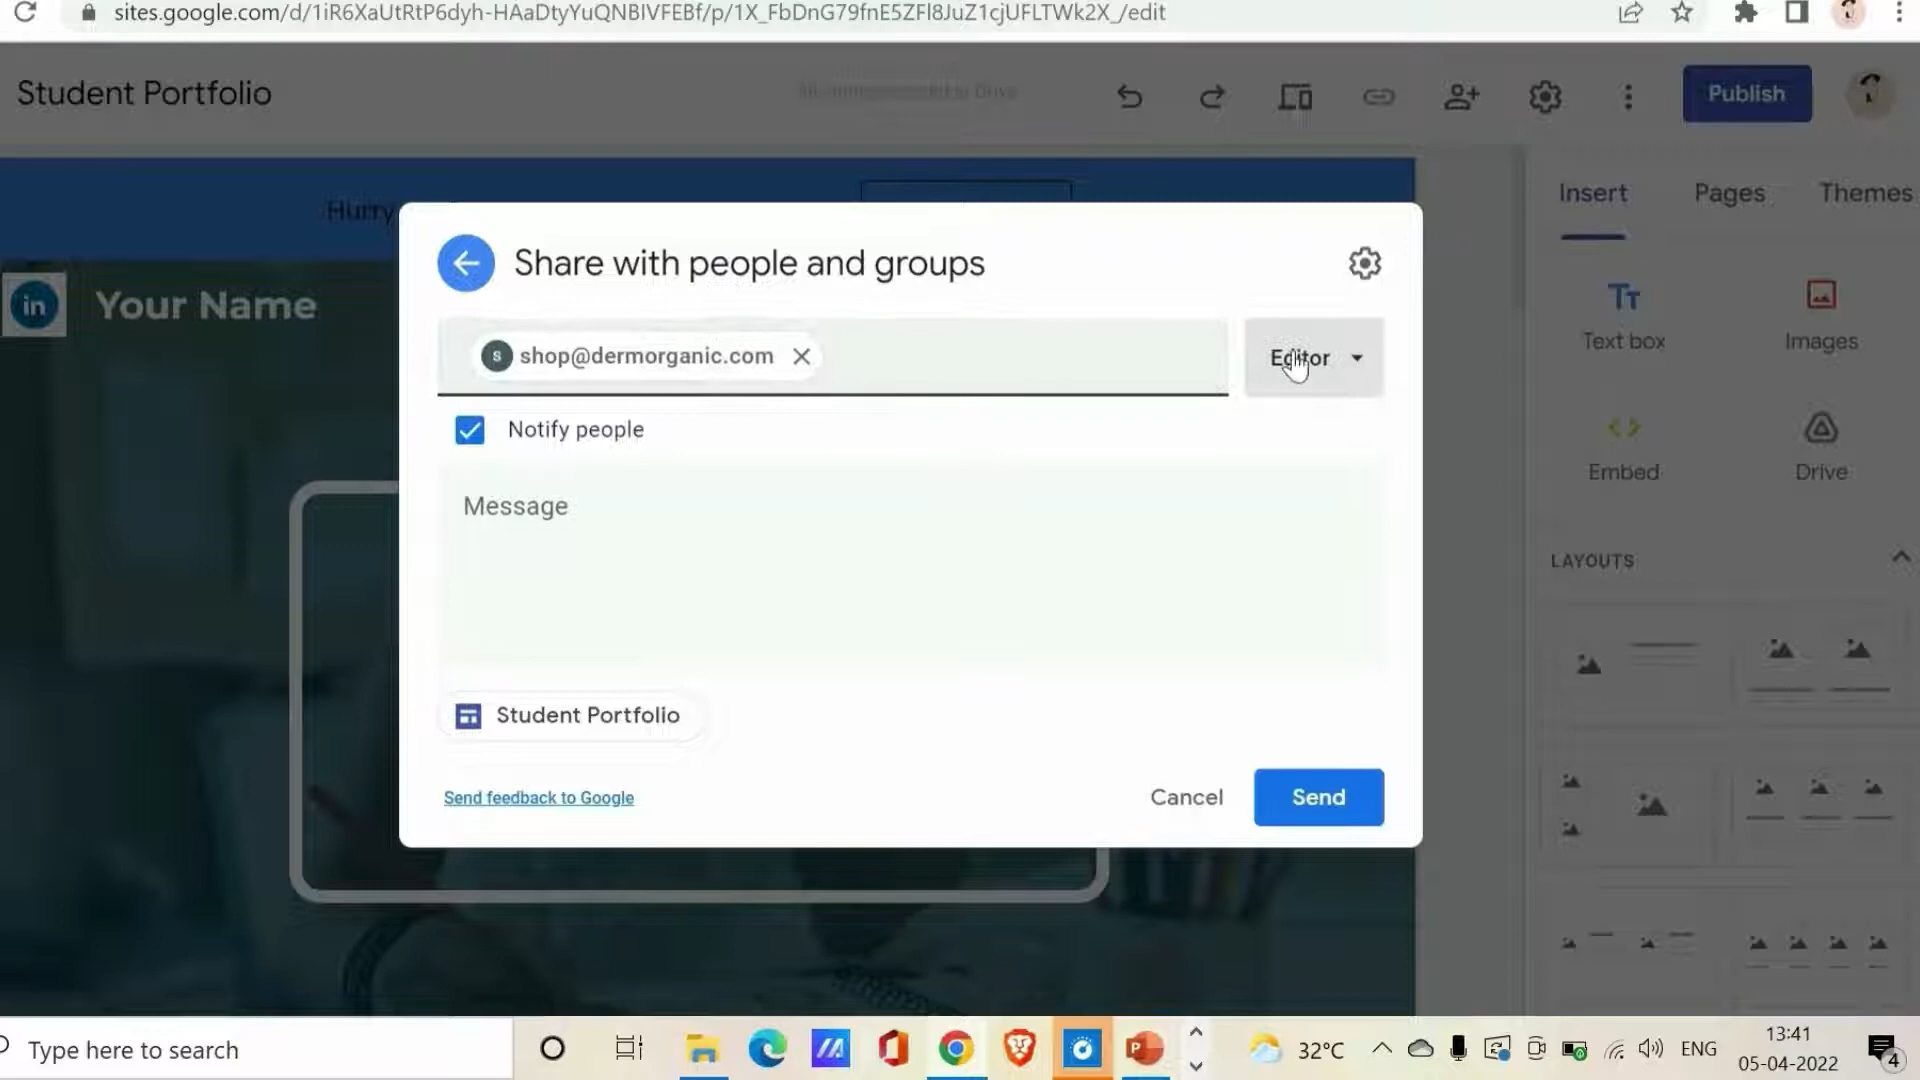 sites.google.com/d/1iR6XaUtRtP6dyh-HAaDtyYuQNBIVFEBf/p/1X_FbDnG79fnE5ZFl8JuZ1cjUFLTWk2X_/edit
Student Portfolio
Publish
Insert Pages Themes
Hurry
in Your Name
Share with people and groups
s shop@dermorganic.com
Editor
Notify people
Message
Student Portfolio
Send feedback to Google
Cancel Send
Text box Images
Embed Drive
LAYOUTS
Type here to search
32°C
ENG
13:41
05-04-2022
4